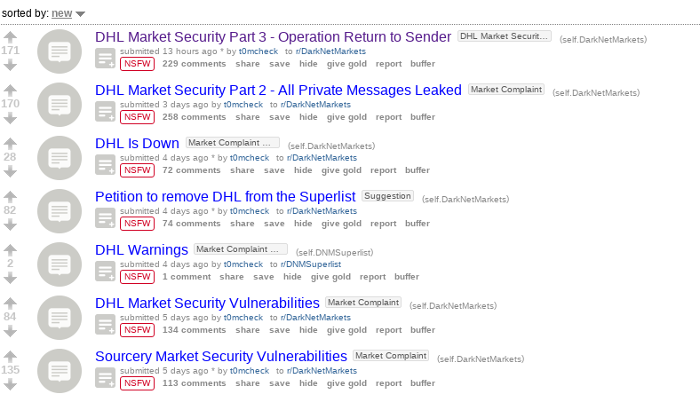 sorted by: new
DHL Market Security Part 3 - Operation Return to Sender DHL Market Securit… (self.DarkNetMarkets)
171
submitted 13 hours ago * by t0mcheck to r/DarkNetMarkets
NSFW 229 comments share save hide give gold report buffer
DHL Market Security Part 2 - All Private Messages Leaked Market Complaint (self.DarkNetMarkets)
170
submitted 3 days ago by t0mcheck to r/DarkNetMarkets
NSFW 258 comments share save hide give gold report buffer
DHL Is Down Market Complaint … (self.DarkNetMarkets)
28
submitted 4 days ago * by t0mcheck to r/DarkNetMarkets
NSFW 72 comments share save hide give gold report buffer
Petition to remove DHL from the Superlist Suggestion (self.DarkNetMarkets)
82
submitted 4 days ago * by t0mcheck to r/DarkNetMarkets
NSFW 74 comments share save hide give gold report buffer
DHL Warnings Market Complaint … (self.DNMSuperlist)
2
submitted 4 days ago by t0mcheck to r/DNMSuperlist
NSFW 1 comment share save hide give gold report buffer
DHL Market Security Vulnerabilities Market Complaint (self.DarkNetMarkets)
84
submitted 5 days ago by t0mcheck to r/DarkNetMarkets
NSFW 134 comments share save hide give gold report buffer
Sourcery Market Security Vulnerabilities Market Complaint (self.DarkNetMarkets)
135
submitted 5 days ago by t0mcheck to r/DarkNetMarkets
NSFW 113 comments share save hide give gold report buffer